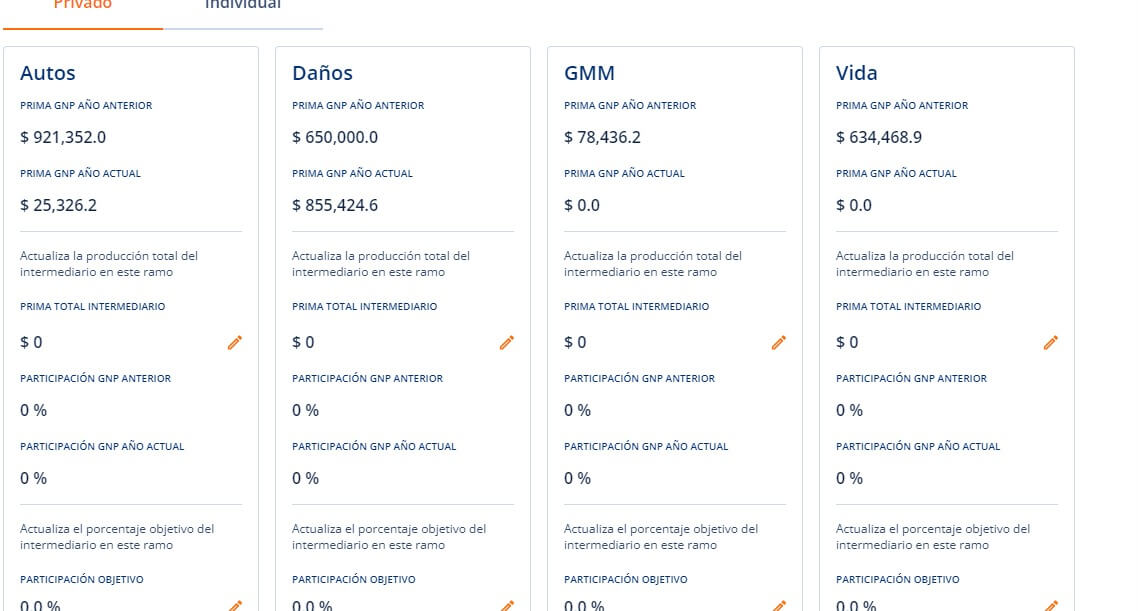 Privado
Individual
Autos
PRIMA GNP AÑO ANTERIOR
$ 921,352.0
PRIMA GNP AÑO ACTUAL
$ 25,326.2
Actualiza la producción total del
intermediario en este ramo
PRIMA TOTAL INTERMEDIARIO
$ 0
PARTICIPACIÓN GNP ANTERIOR
0 %
PARTICIPACIÓN GNP AÑO ACTUAL
0 %
Actualiza el porcentaje objetivo del
intermediario en este ramo
PARTICIPACIÓN OBJETIVO
0.0 %
Daños
PRIMA GNP AÑO ANTERIOR
$ 650,000.0
PRIMA GNP AÑO ACTUAL
$ 855,424.6
Actualiza la producción total del
intermediario en este ramo
PRIMA TOTAL INTERMEDIARIO
$ 0
PARTICIPACIÓN GNP ANTERIOR
0 %
PARTICIPACIÓN GNP AÑO ACTUAL
0 %
Actualiza el porcentaje objetivo del
intermediario en este ramo
PARTICIPACIÓN OBJETIVO
0.0 %
GMM
PRIMA GNP AÑO ANTERIOR
$ 78,436.2
PRIMA GNP AÑO ACTUAL
$ 0.0
Actualiza la producción total del
intermediario en este ramo
PRIMA TOTAL INTERMEDIARIO
$ 0
PARTICIPACIÓN GNP ANTERIOR
0 %
PARTICIPACIÓN GNP AÑO ACTUAL
0 %
Actualiza el porcentaje objetivo del
intermediario en este ramo
PARTICIPACIÓN OBJETIVO
0.0 %
Vida
PRIMA GNP AÑO ANTERIOR
$ 634,468.9
PRIMA GNP AÑO ACTUAL
$ 0.0
Actualiza la producción total del
intermediario en este ramo
PRIMA TOTAL INTERMEDIARIO
$ 0
PARTICIPACIÓN GNP ANTERIOR
0 %
PARTICIPACIÓN GNP AÑO ACTUAL
0 %
Actualiza el porcentaje objetivo del
intermediario en este ramo
PARTICIPACIÓN OBJETIVO
0.0 %